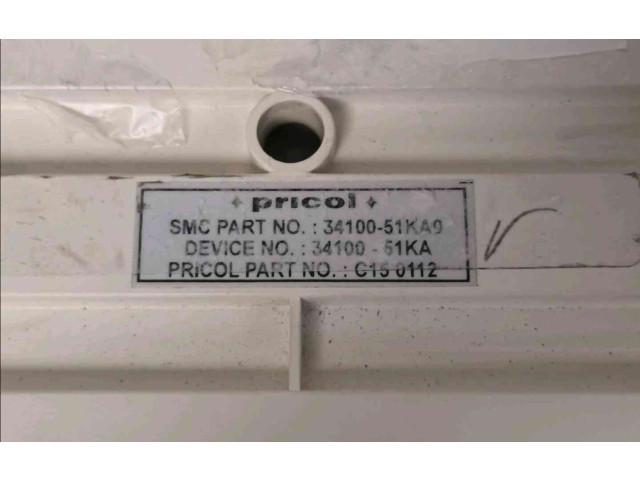 pricol
SMC PART NO. : 34100-51KA0
DEVICE NO. : 34100 - 51KA
PRICOL PART NO. : C15 0112